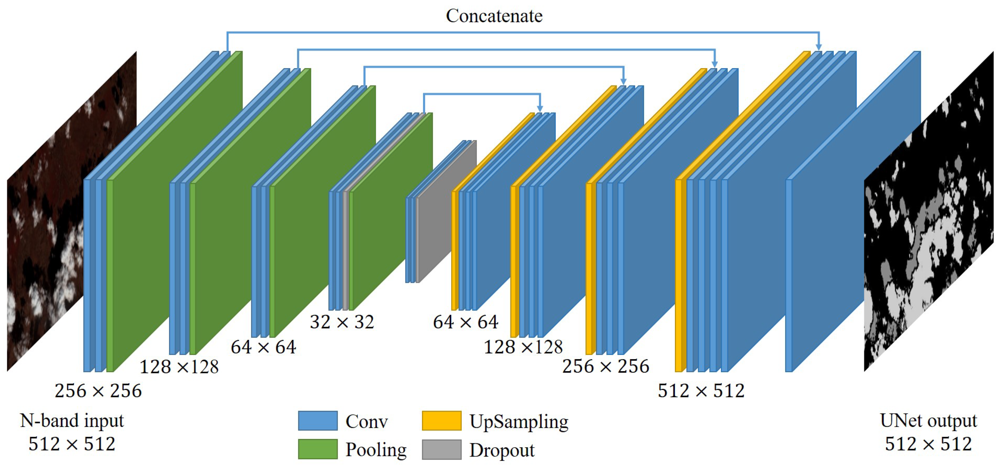 Concatenate
32 × 32
64 × 64
64 × 64
128 ×128
128 ×128
256 × 256
256 × 256
512 × 512
N-band input
512 × 512
UNet output
512 × 512
Conv
UpSampling
Pooling
Dropout